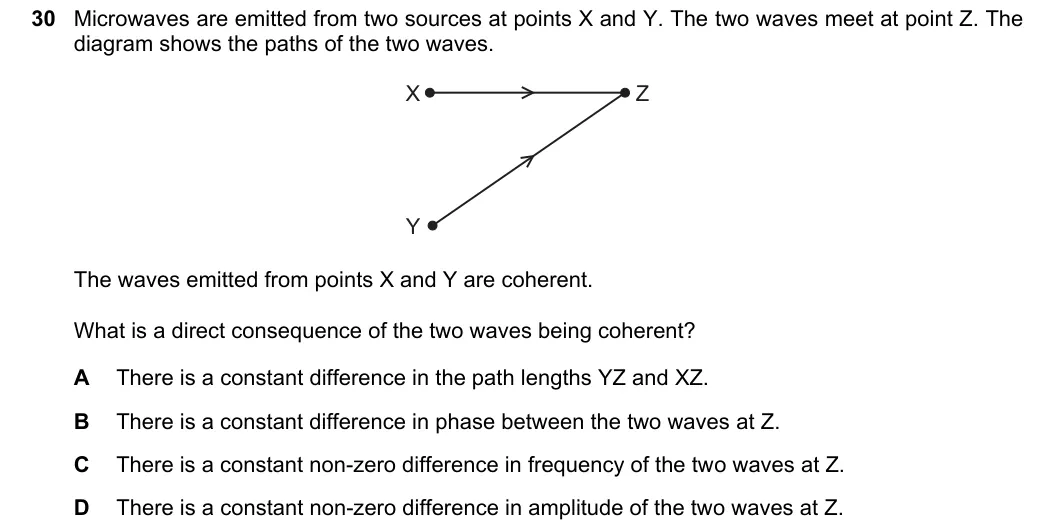 30 Microwaves are emitted from two sources at points X and Y. The two waves meet at point Z. The
diagram shows the paths of the two waves.
X Z
Y
The waves emitted from points X and Y are coherent.
What is a direct consequence of the two waves being coherent?
A There is a constant difference in the path lengths YZ and XZ.
B There is a constant difference in phase between the two waves at Z.
C There is a constant non-zero difference in frequency of the two waves at Z.
D There is a constant non-zero difference in amplitude of the two waves at Z.